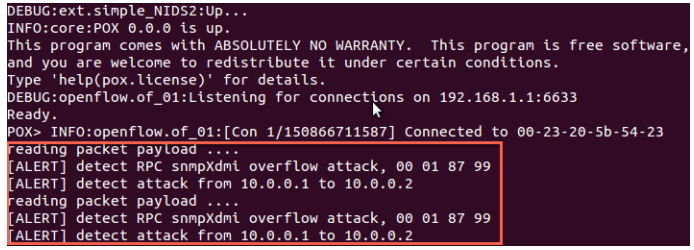 DEBUG:ext.simple_NIDS2:Up...
INFO:core:POX 0.0.0 is up.
This program comes with ABSOLUTELY NO WARRANTY.  This program is free software,
and you are welcome to redistribute it under certain conditions.
Type 'help(pox.license)' for details.
DEBUG:openflow.of_01:Listening for connections on 192.168.1.1:6633
Ready.
POX> INFO:openflow.of_01:[Con 1/150866711587] Connected to 00-23-20-5b-54-23
reading packet payload ....
[ALERT] detect RPC snmpXdmi overflow attack, 00 01 87 99
[ALERT] detect attack from 10.0.0.1 to 10.0.0.2
reading packet payload ....
[ALERT] detect RPC snmpXdmi overflow attack, 00 01 87 99
[ALERT] detect attack from 10.0.0.1 to 10.0.0.2